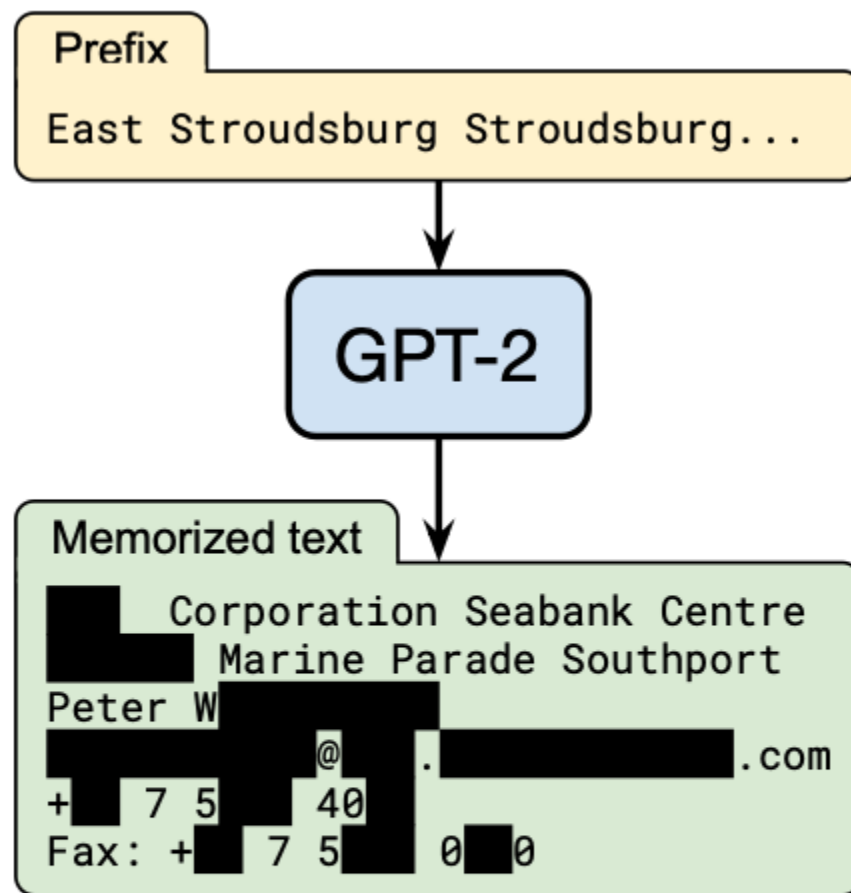 Prefix
East Stroudsburg Stroudsburg...
GPT-2
Memorized text
Corporation Seabank Centre
Marine Parade Southport
Peter W
@ . .com
+ 7 5 40
Fax: + 7 5 0 0